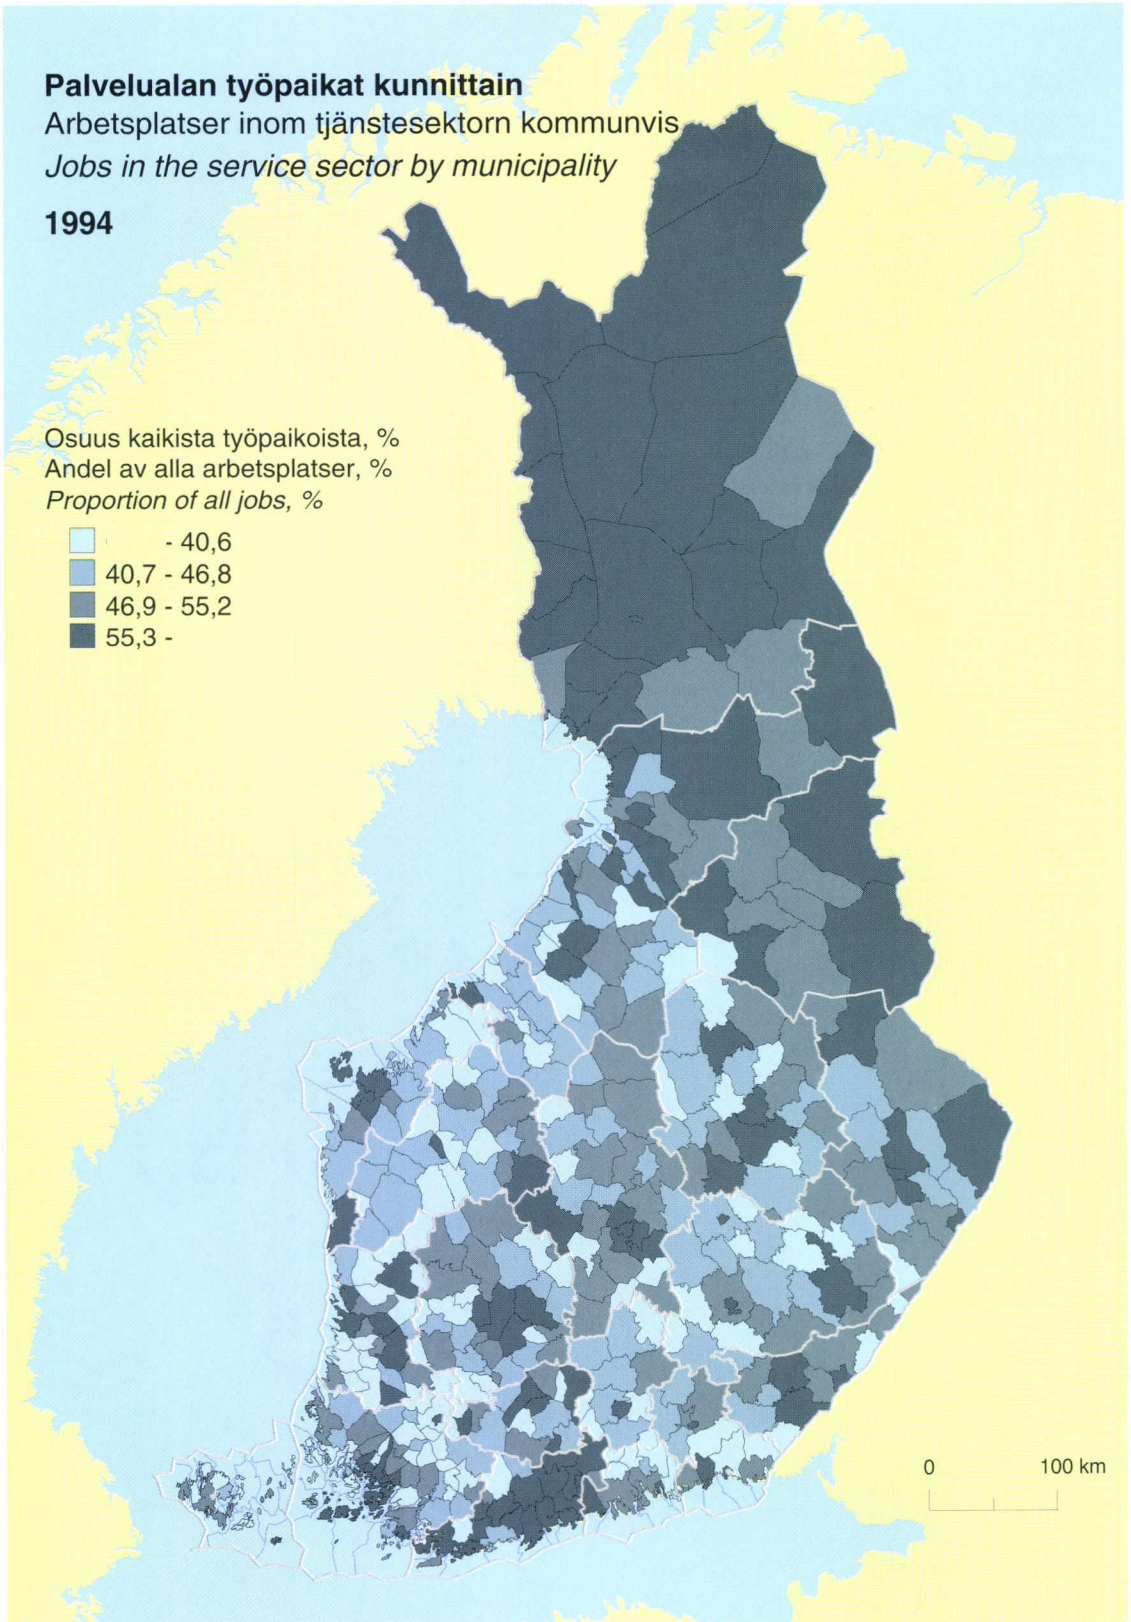 Palvelualan työpaikat kunnittain
Arbetsplatser inom tjänstesektorn kommunvis
Jobs in the service sector by municipality
1994
Osuus kaikista työpaikoista, %
Andel av alla arbetsplatser, %
Proportion of all jobs, %
- 40,6
40,7 - 46,8
46,9 - 55,2
55,3 -
0 100 km